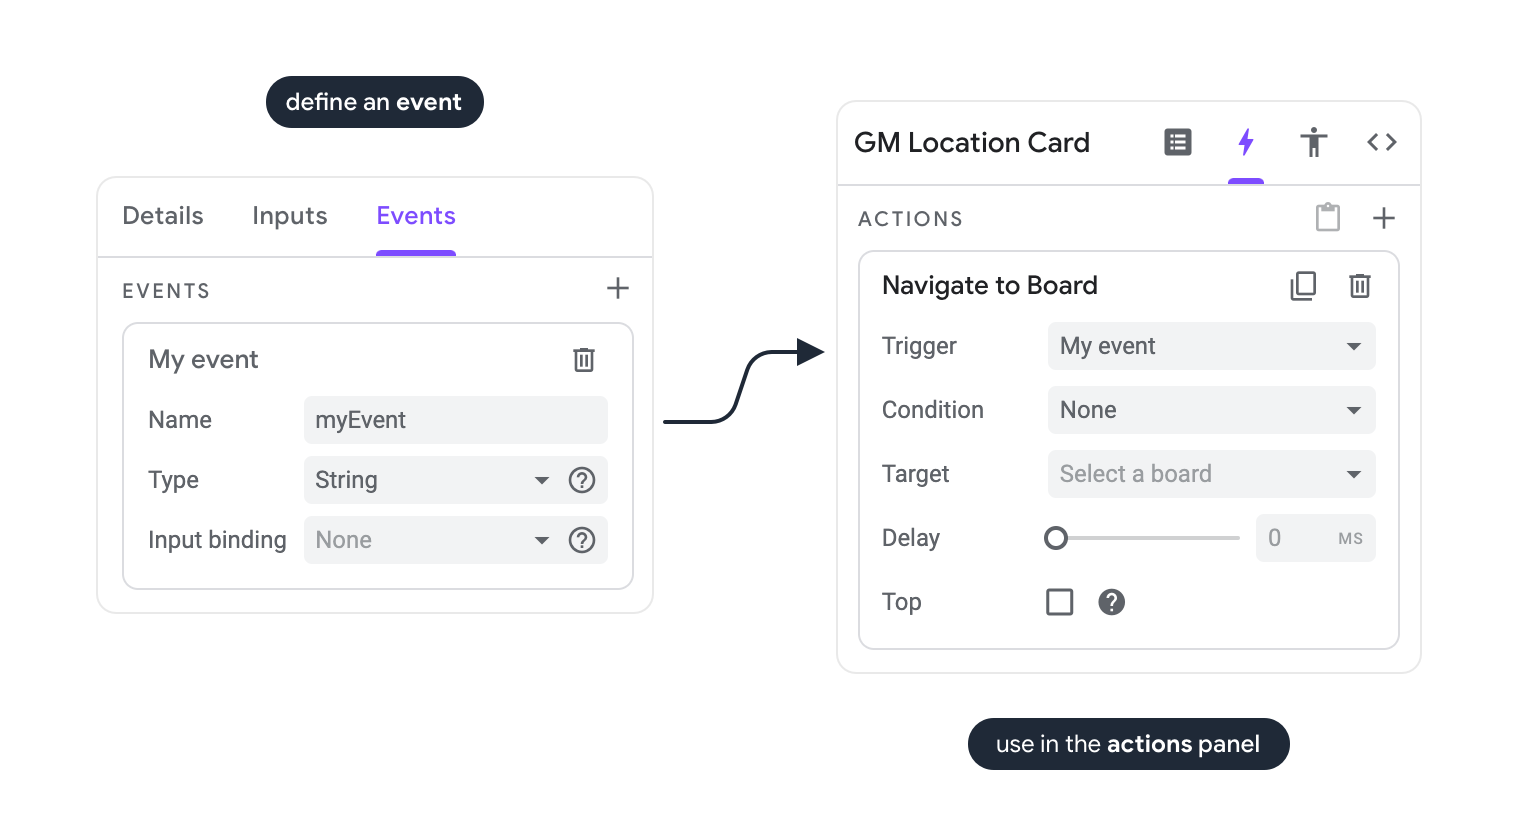 define an event
Details Inputs Events
EVENTS
My event
Name myEvent
Type String
Input binding None
GM Location Card
ACTIONS
Navigate to Board
Trigger My event
Condition None
Target Select a board
Delay 0 MS
Top
use in the actions panel